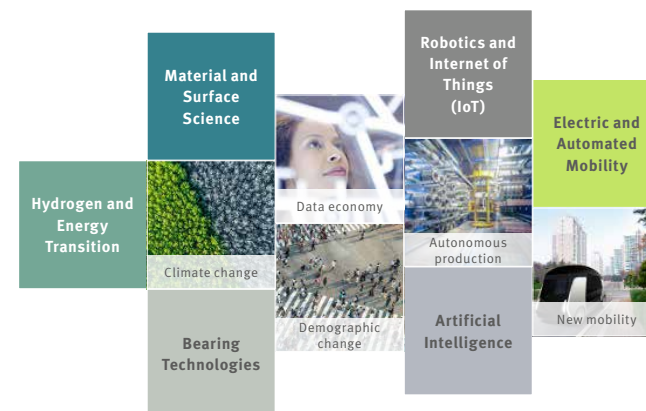 Hydrogen and
Energy
Transition
Material and
Surface
Science
Climate change
Bearing
Technologies
Data economy
Demographic
change
Robotics and
Internet of
Things
(IoT)
Autonomous
production
Artificial
Intelligence
Electric and
Automated
Mobility
New mobility